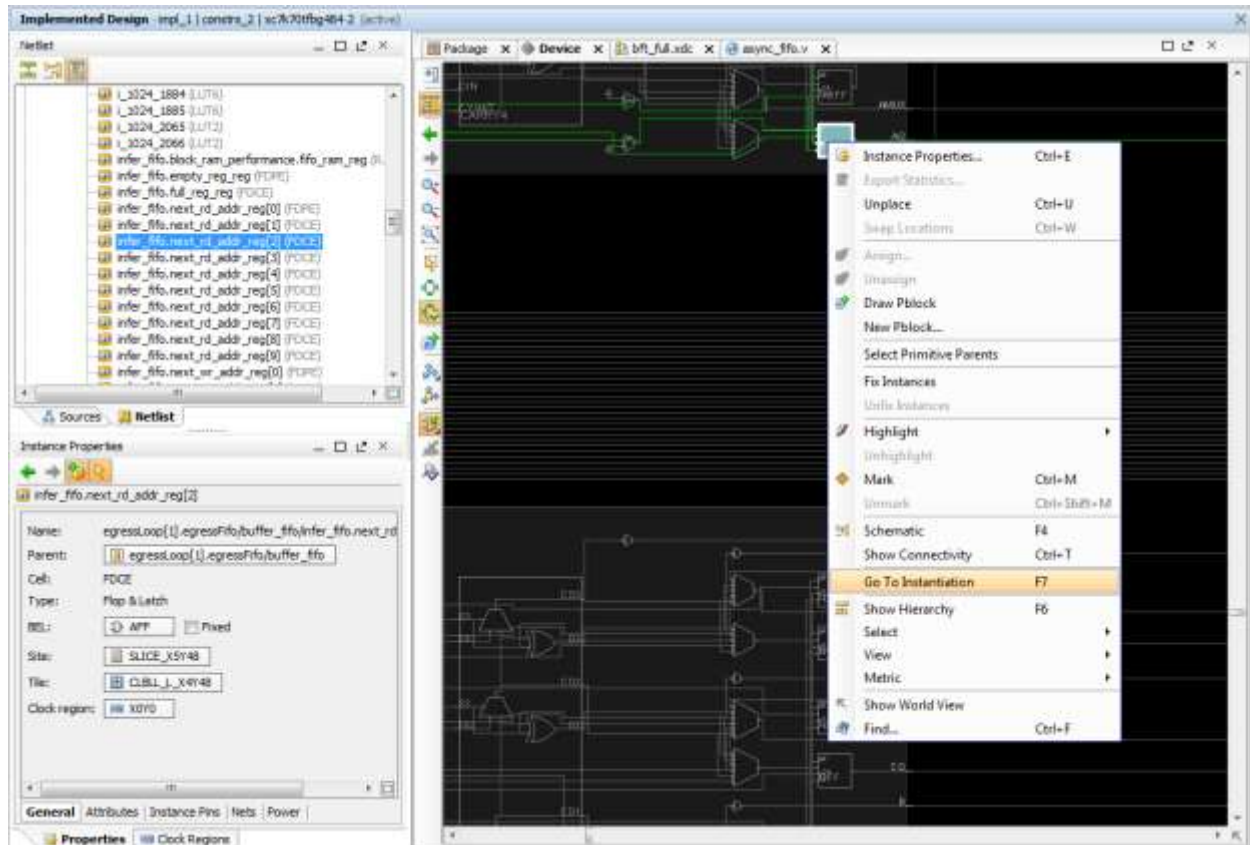 Implemented Design impl_1 | constrs_2 | xc7k70tfbg484-2 (active)
Netlist
i_1024_1884 (LUT6)
i_1024_1885 (LUT6)
i_1024_2065 (LUT2)
i_1024_2066 (LUT2)
infer_fifo.block_ram_performance.fifo_ram_reg
infer_fifo.empty_reg_reg (FDPE)
infer_fifo.full_reg_reg (FDCE)
infer_fifo.next_rd_addr_reg[0] (FDPE)
infer_fifo.next_rd_addr_reg[1] (FDCE)
infer_fifo.next_rd_addr_reg[2] (FDCE)
infer_fifo.next_rd_addr_reg[3] (FDCE)
infer_fifo.next_rd_addr_reg[4] (FDCE)
infer_fifo.next_rd_addr_reg[5] (FDCE)
infer_fifo.next_rd_addr_reg[6] (FDCE)
infer_fifo.next_rd_addr_reg[7] (FDCE)
infer_fifo.next_rd_addr_reg[8] (FDCE)
infer_fifo.next_rd_addr_reg[9] (FDCE)
infer_fifo.next_wr_addr_reg[0] (FDPE)
Sources Netlist
Instance Properties
infer_fifo.next_rd_addr_reg[2]
Name: egressLoop[1].egressFifo/buffer_fifo/infer_fifo.next_rd
Parent: egressLoop[1].egressFifo/buffer_fifo
Cell: FDCE
Type: Flop & Latch
BEL: AFF Fixed
Site: SLICE_X5Y48
Tile: CLBLL_L_X4Y48
Clock region: X0Y0
General Attributes Instance Pins Nets Power
Properties Clock Regions
Package Device bft_full.xdc async_fifo.v
CARRY4
AMUX
AQ
Instance Properties... Ctrl+E
Export Statistics...
Unplace Ctrl+U
Swap Locations Ctrl+W
Assign...
Unassign
Draw Pblock
New Pblock...
Select Primitive Parents
Fix Instances
Unfix Instances
Highlight
Unhighlight
Mark Ctrl+M
Unmark Ctrl+Shift+M
Schematic F4
Show Connectivity Ctrl+T
Go To Instantiation F7
Show Hierarchy F6
Select
View
Metric
Show World View
Find... Ctrl+F